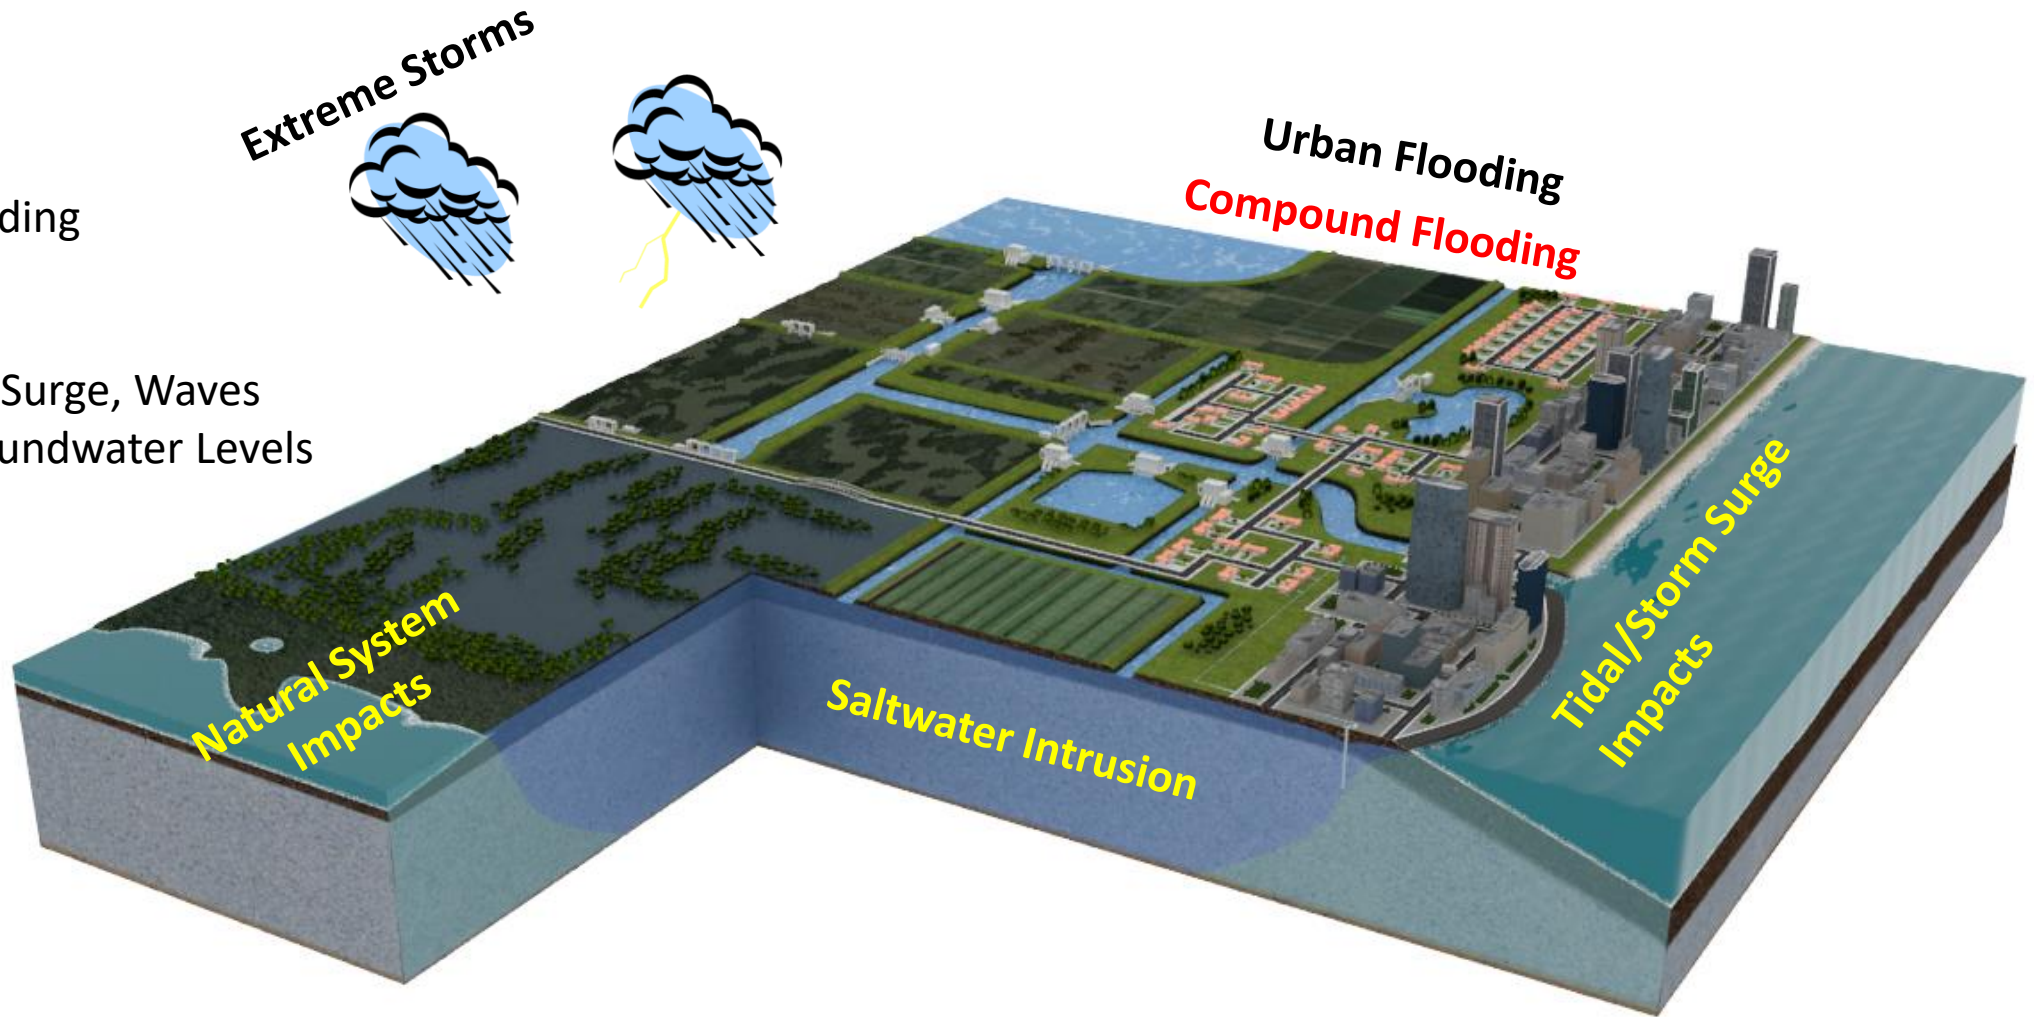 Extreme Storms
Urban Flooding
Compound Flooding
ding
Surge, Waves
undwater Levels
Natural System
Impacts
Saltwater Intrusion
Tidal/Storm Surge
Impacts